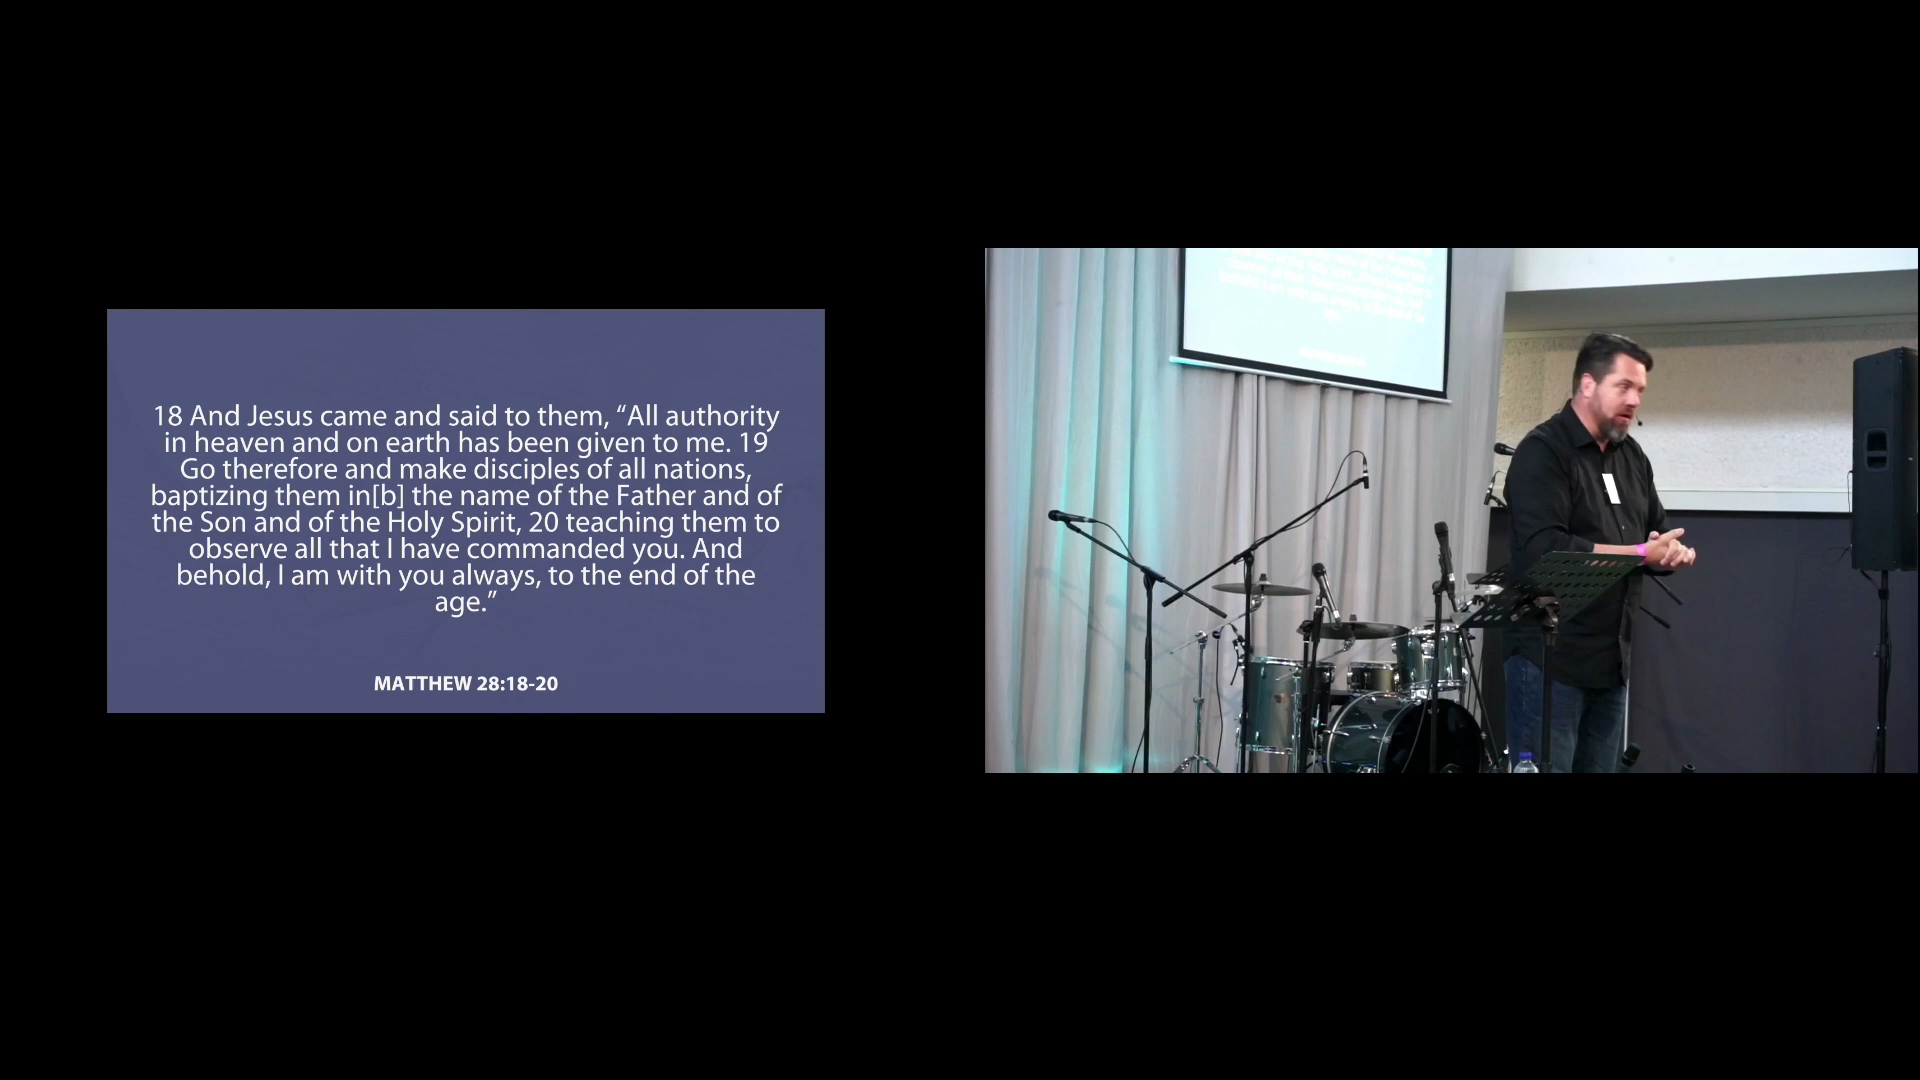 18 And Jesus came and said to them, “All authority
in heaven and on earth has been given to me. 19
Go therefore and make disciples of all nations,
baptizing them in[b] the name of the Father and of
the Son and of the Holy Spirit, 20 teaching them to
observe all that I have commanded you. And
behold, I am with you always, to the end of the
age.”
MATTHEW 28:18-20